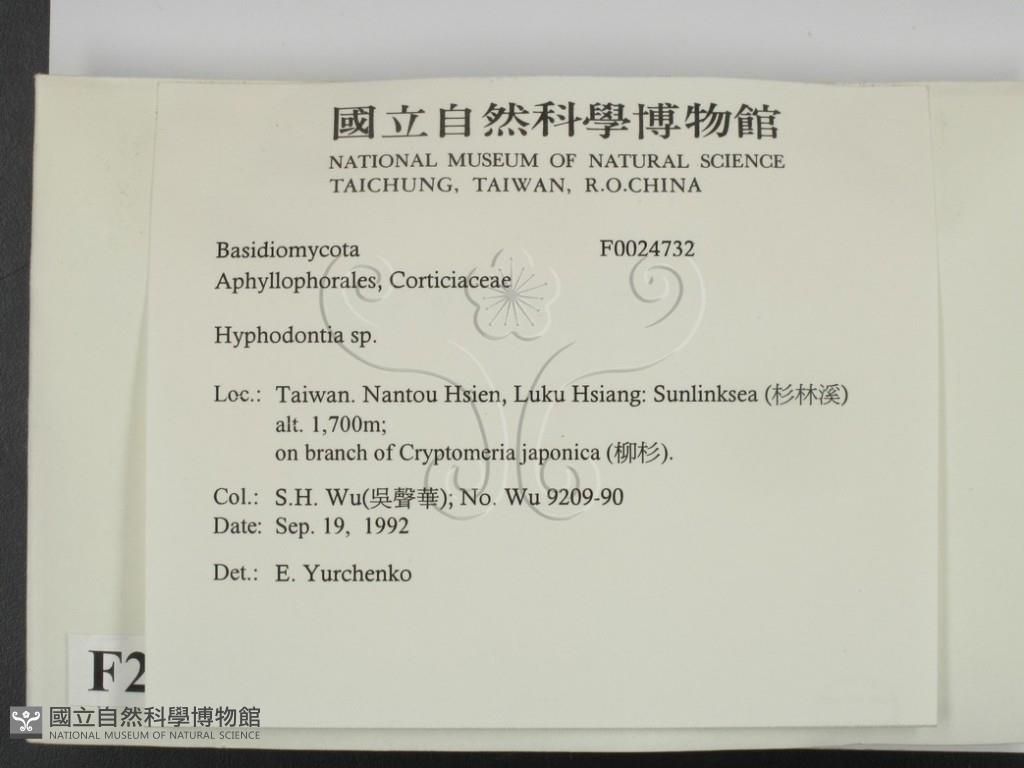 國立自然科學博物館
NATIONAL MUSEUM OF NATURAL SCIENCE
TAICHUNG, TAIWAN, R.O.CHINA
Basidiomycota F0024732
Aphyllophorales, Corticiaceae
Hyphodontia sp.
Loc.: Taiwan. Nantou Hsien, Luku Hsiang: Sunlinksea (杉林溪)
alt. 1,700m;
on branch of Cryptomeria japonica (柳杉).
Col.: S.H. Wu(吳聲華); No. Wu 9209-90
Date: Sep. 19, 1992
Det.: E. Yurchenko
F2
國立自然科學博物館
NATIONAL MUSEUM OF NATURAL SCIENCE